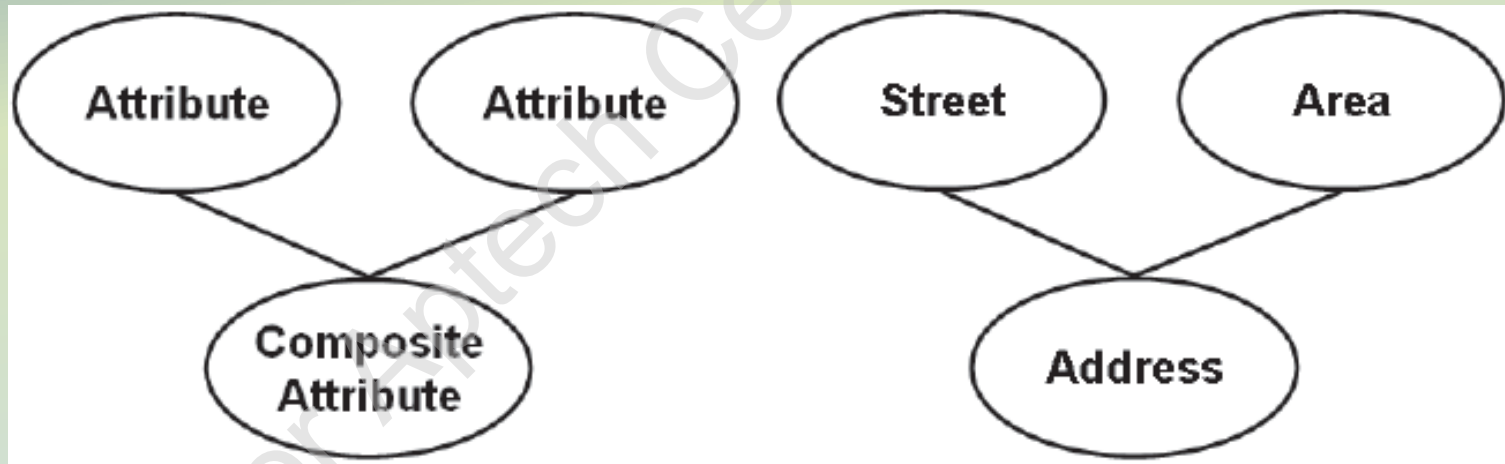 Attribute
Attribute
Street
Area
Composite
Attribute
Address